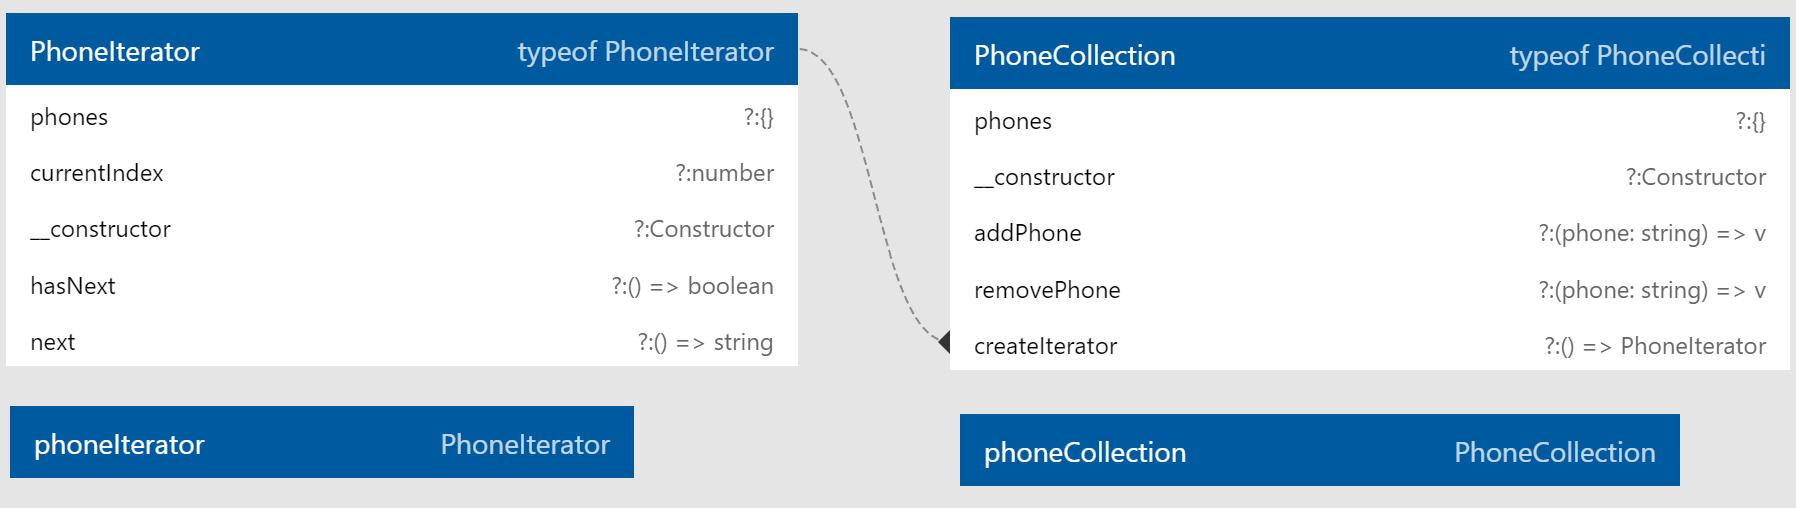 PhoneIterator typeof PhoneIterator
phones ?:{}
currentIndex ?:number
__constructor ?:Constructor
hasNext ?:() => boolean
next ?:() => string
PhoneCollection typeof PhoneCollecti
phones ?:{}
__constructor ?:Constructor
addPhone ?:(phone: string) => v
removePhone ?:(phone: string) => v
createIterator ?:() => PhoneIterator
phoneIterator PhoneIterator
phoneCollection PhoneCollection